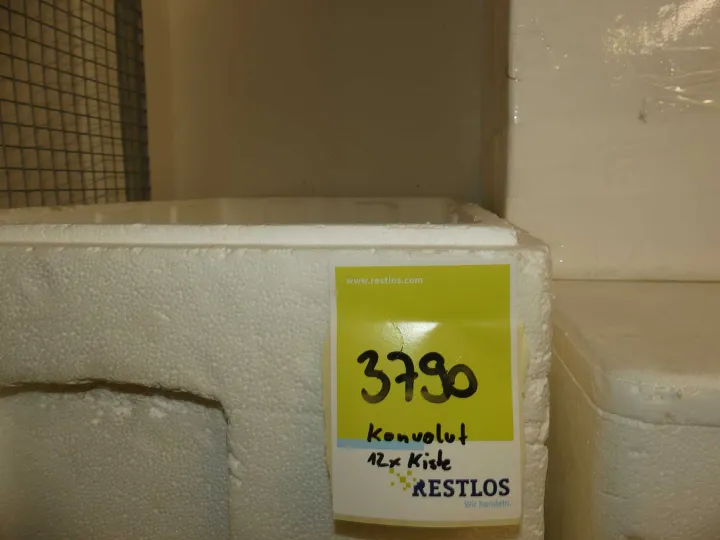 www.restlos.com
3790
Konvolut
12x Kiste
RESTLOS
Wir handeln.